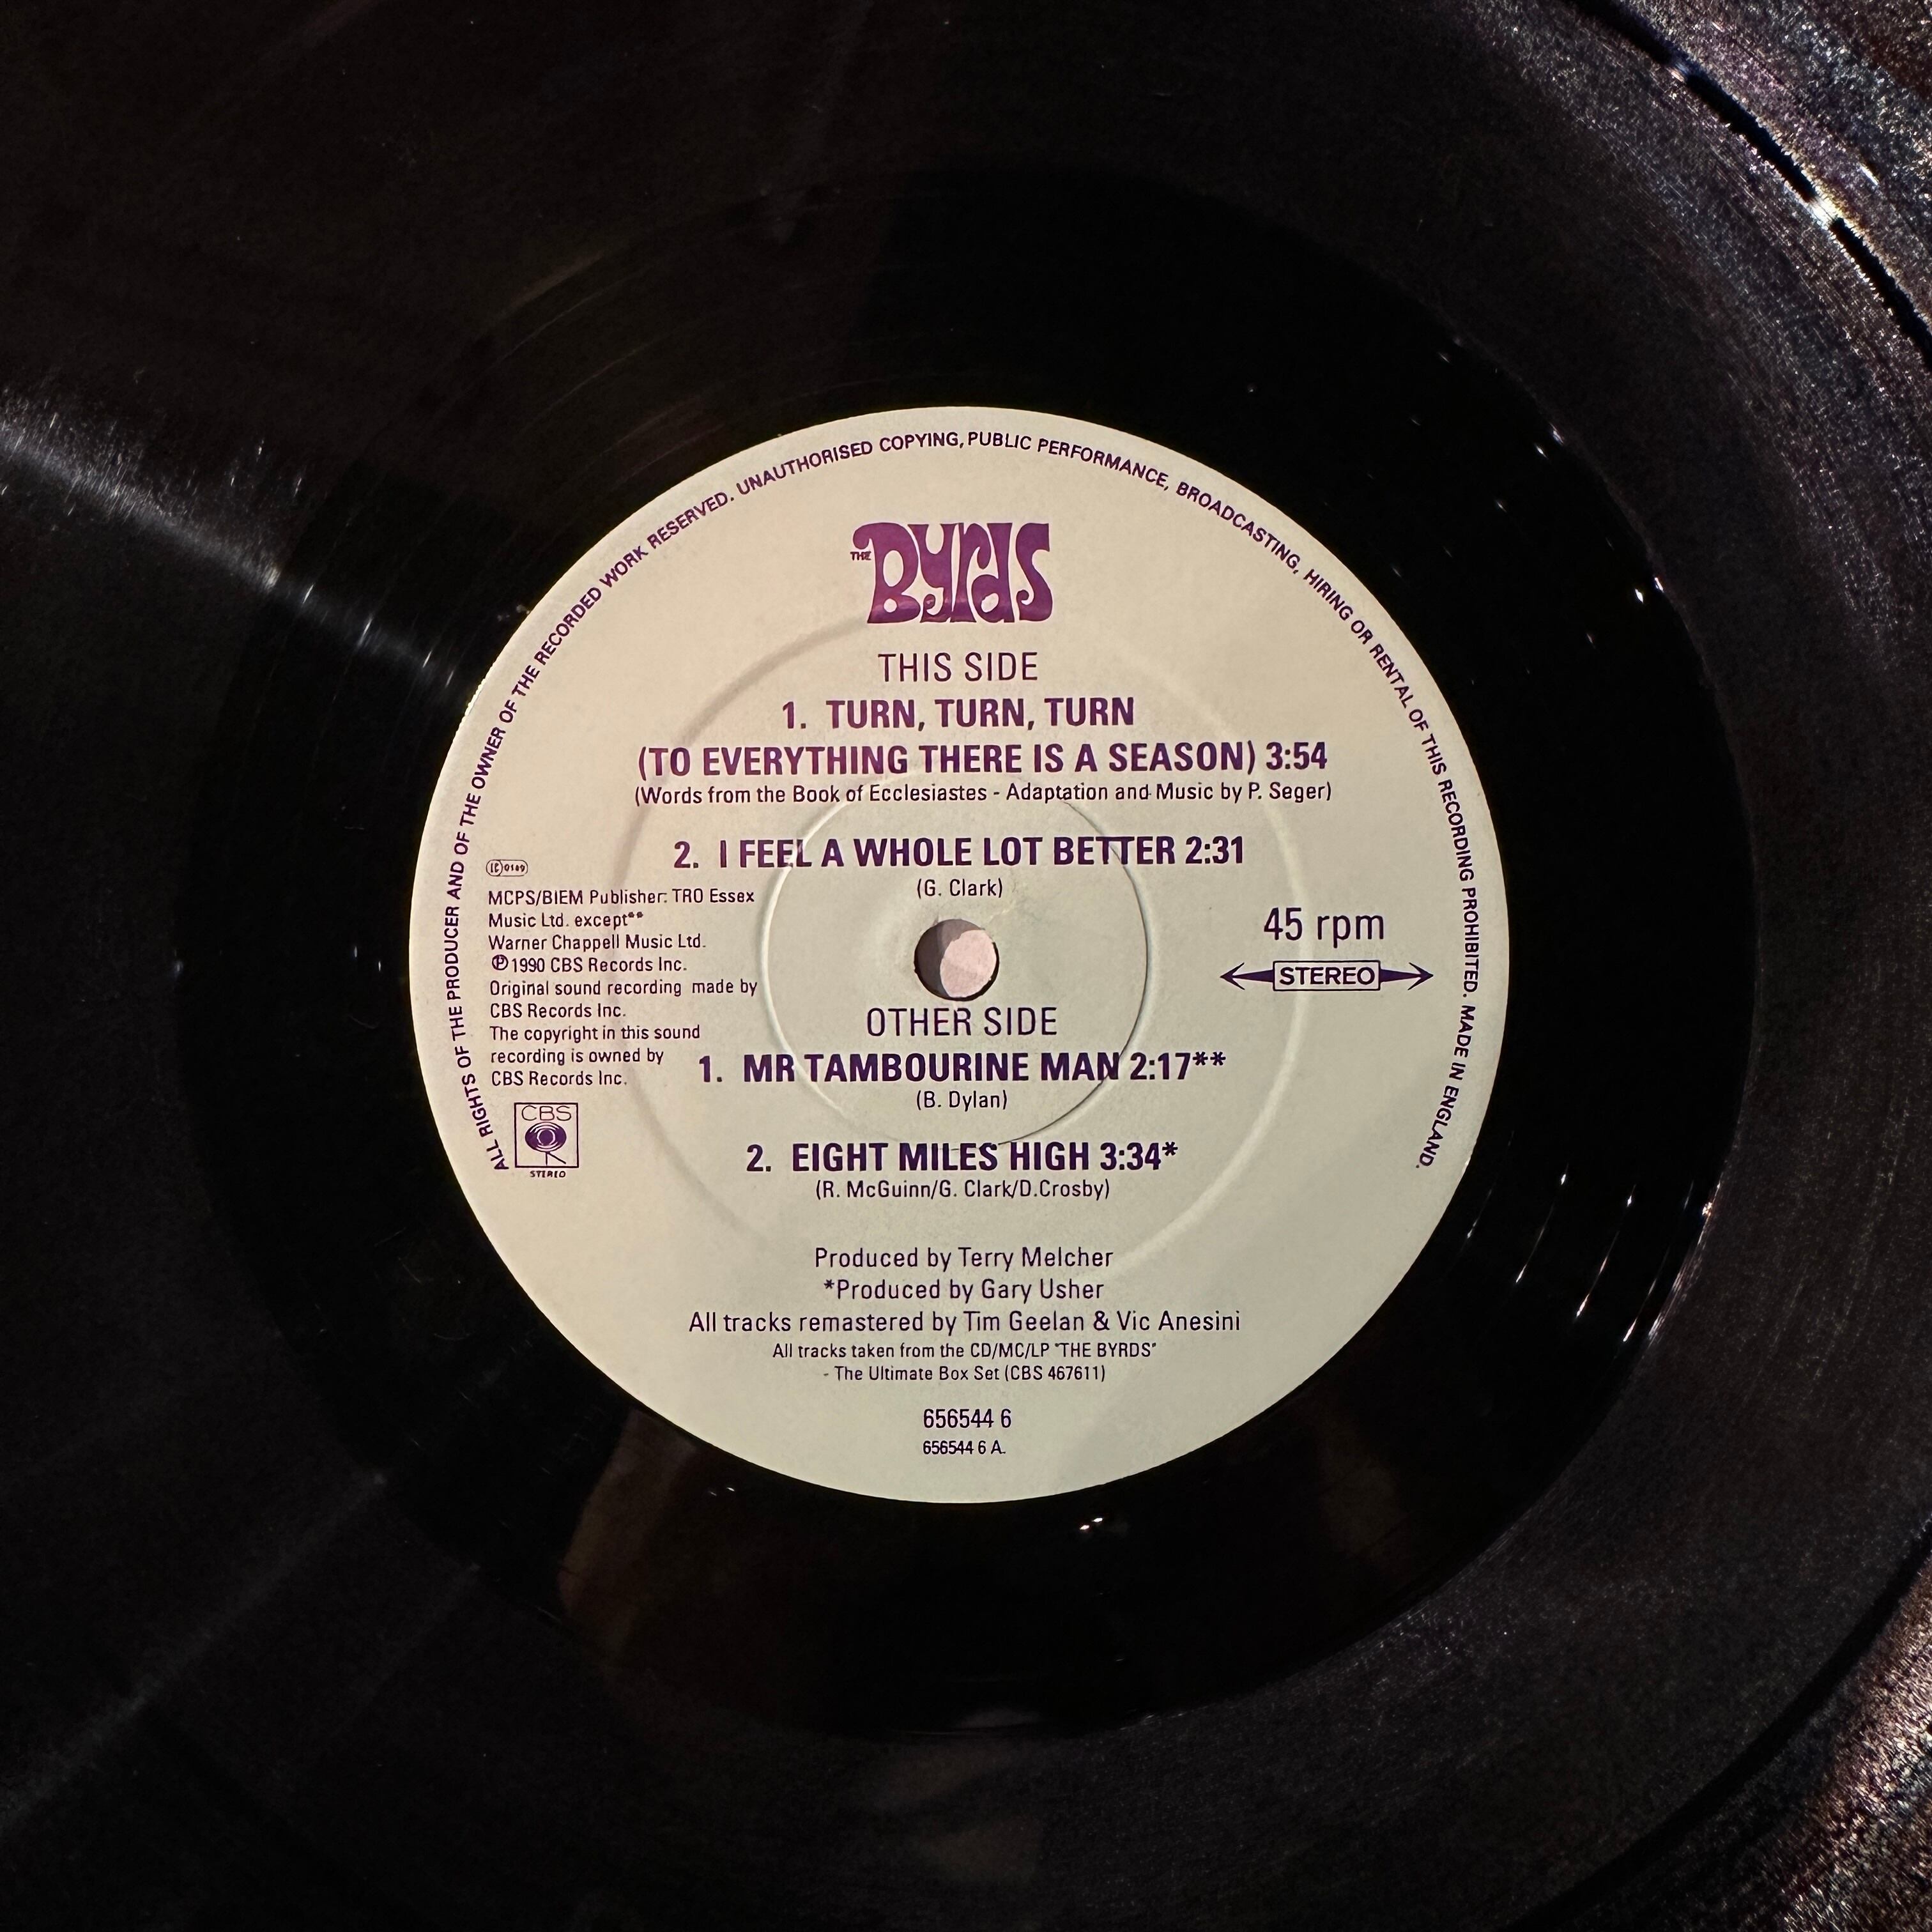 ALL RIGHTS OF THE PRODUCER AND OF THE OWNER OF THE RECORDED WORK RESERVED. UNAUTHORISED COPYING, PUBLIC PERFORMANCE, BROADCASTING, HIRING OR RENTAL OF THIS RECORDING PROHIBITED. MADE IN ENGLAND.
THE BYRDS
THIS SIDE
1. TURN, TURN, TURN
(TO EVERYTHING THERE IS A SEASON) 3:54
(Words from the Book of Ecclesiastes - Adaptation and Music by P. Seger)
2. I FEEL A WHOLE LOT BETTER 2:31
(G. Clark)
LC 0149
MCPS/BIEM Publisher: TRO Essex
Music Ltd. except**
Warner Chappell Music Ltd.
℗ 1990 CBS Records Inc.
Original sound recording made by
CBS Records Inc.
The copyright in this sound
recording is owned by
CBS Records Inc.
CBS
STEREO
45 rpm
STEREO
OTHER SIDE
1. MR TAMBOURINE MAN 2:17**
(B. Dylan)
2. EIGHT MILES HIGH 3:34*
(R. McGuinn/G. Clark/D.Crosby)
Produced by Terry Melcher
*Produced by Gary Usher
All tracks remastered by Tim Geelan & Vic Anesini
All tracks taken from the CD/MC/LP "THE BYRDS"
- The Ultimate Box Set (CBS 467611)
656544 6
656544 6 A.